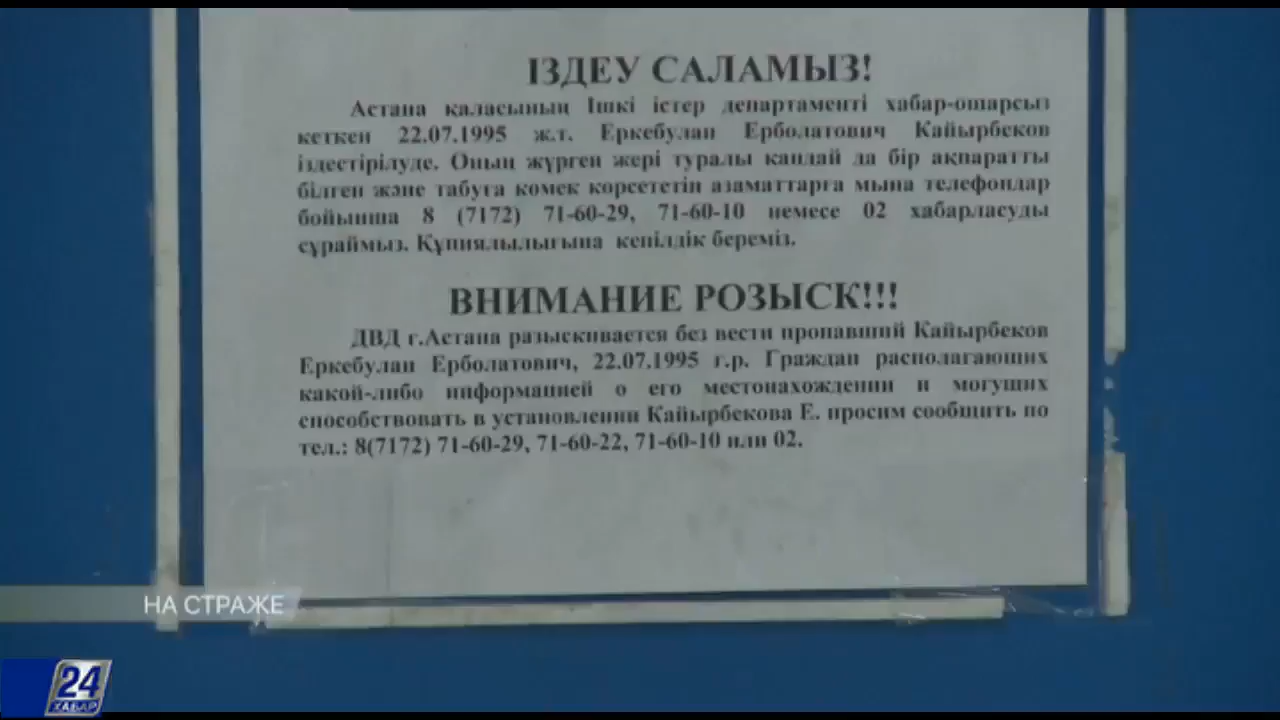 ІЗДЕУ САЛАМЫЗ!
Астана қаласының Ішкі істер департаменті хабар-ошарсыз
кеткен 22.07.1995 ж.т. Еркебулан Ерболатович Кайырбеков
іздестірілуде. Оның жүрген жері туралы қандай да бір ақпаратты
білген және табуға көмек көрсететін азаматтарға мына телефондар
бойынша 8 (7172) 71-60-29, 71-60-10 немесе 02 хабарласуды
сұраймыз. Құпиялылығына кепілдік береміз.
ВНИМАНИЕ РОЗЫСК!!!
ДВД г.Астана разыскивается без вести пропавший Кайырбеков
Еркебулан Ерболатович, 22.07.1995 г.р. Граждан располагающих
какой-либо информацией о его местонахождении и могущих
способствовать в установлении Кайырбекова Е. просим сообщить по
тел.: 8(7172) 71-60-29, 71-60-22, 71-60-10 или 02.
НА СТРАЖЕ
24
ХАБАР